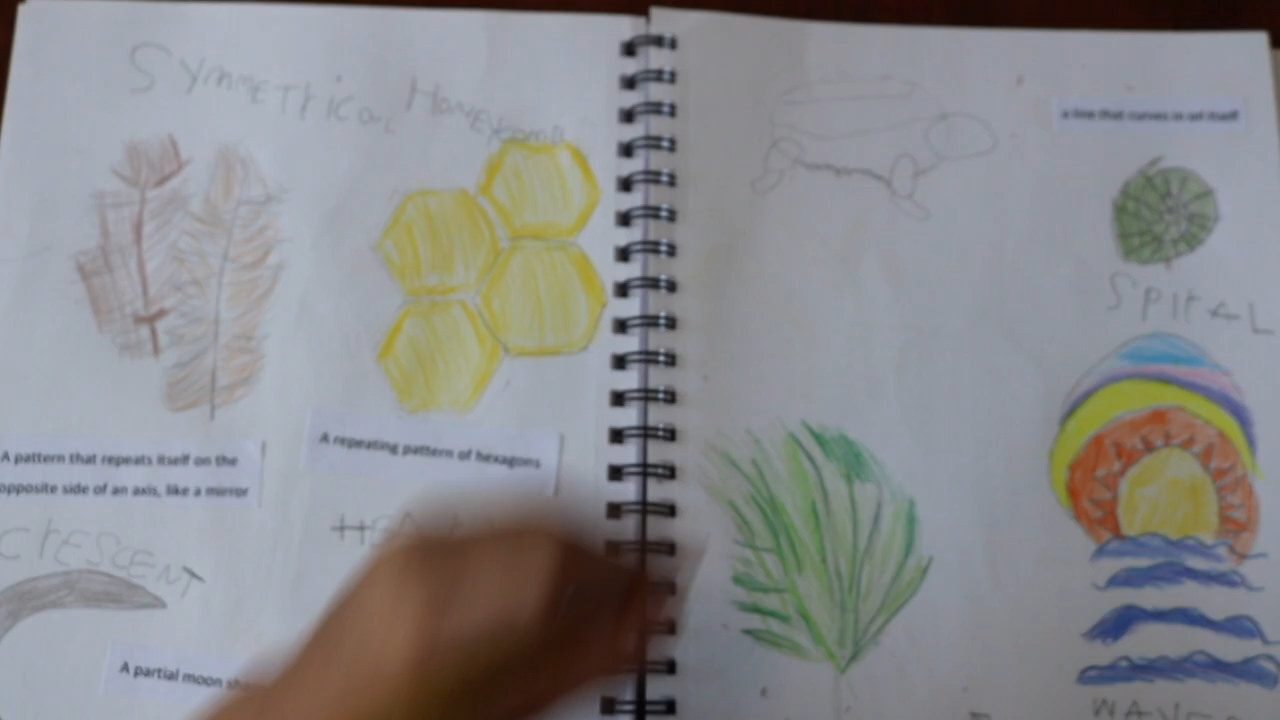 SYMMETRICAL
HONEYCOMB
A pattern that repeats itself on the
opposite side of an axis, like a mirror
A repeating pattern of hexagons
CRESCENT
A partial moon
a line that curves in on itself
SPIRAL